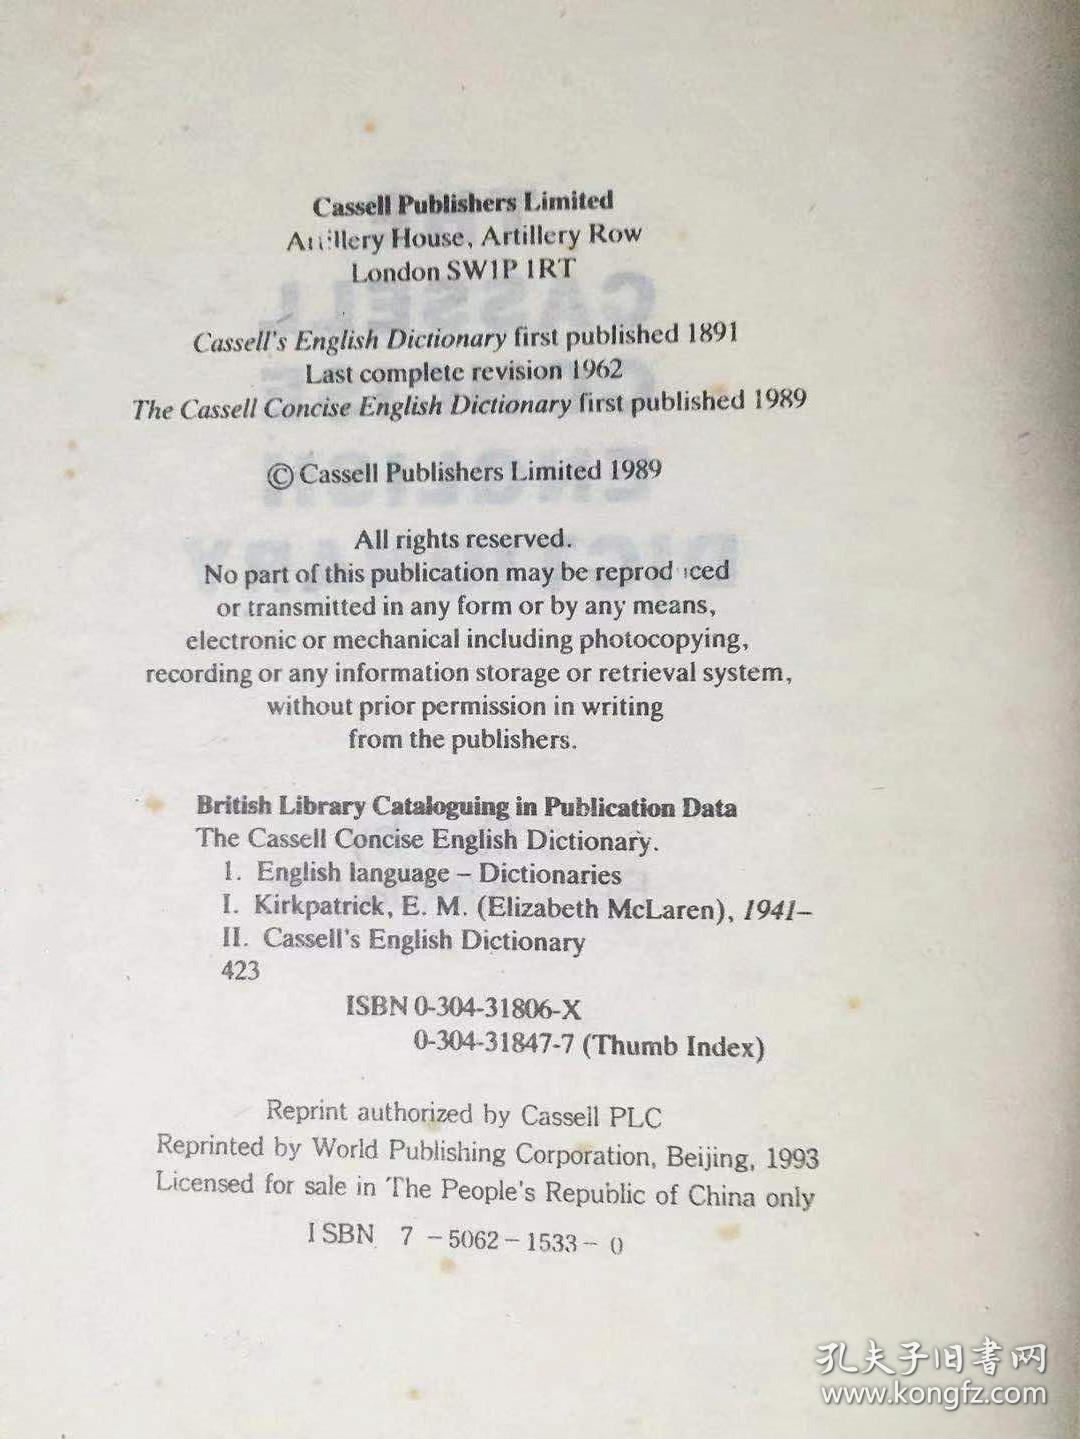 Cassell Publishers Limited
Artillery House, Artillery Row
London SW1P 1RT
Cassell's English Dictionary first published 1891
Last complete revision 1962
The Cassell Concise English Dictionary first published 1989
© Cassell Publishers Limited 1989
All rights reserved.
No part of this publication may be reproduced
or transmitted in any form or by any means,
electronic or mechanical including photocopying,
recording or any information storage or retrieval system,
without prior permission in writing
from the publishers.
British Library Cataloguing in Publication Data
The Cassell Concise English Dictionary.
1. English language – Dictionaries
I. Kirkpatrick, E. M. (Elizabeth McLaren), 1941–
II. Cassell's English Dictionary
423
ISBN 0-304-31806-X
0-304-31847-7 (Thumb Index)
Reprint authorized by Cassell PLC
Reprinted by World Publishing Corporation, Beijing, 1993
Licensed for sale in The People's Republic of China only
ISBN 7-5062-1533-0
孔夫子旧書网
www.kongfz.com